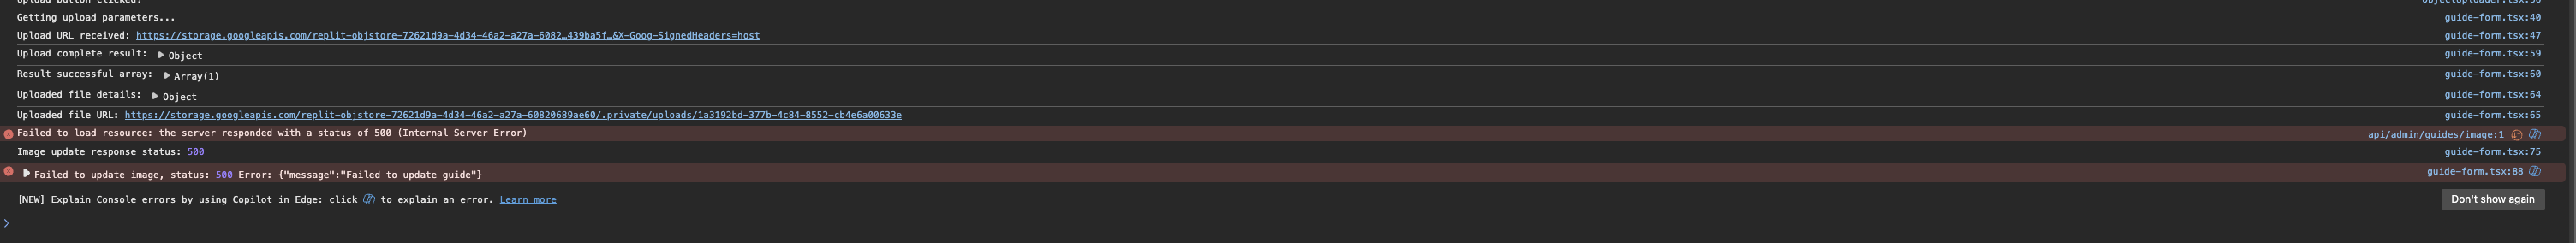 Upload button clicked!
Getting upload parameters... guide-form.tsx:40
Upload URL received: https://storage.googleapis.com/replit-objstore-72621d9a-4d34-46a2-a27a-6082…439ba5f…&X-Goog-SignedHeaders=host guide-form.tsx:47
Upload complete result: Object guide-form.tsx:59
Result successful array: Array(1) guide-form.tsx:60
Uploaded file details: Object guide-form.tsx:64
Uploaded file URL: https://storage.googleapis.com/replit-objstore-72621d9a-4d34-46a2-a27a-60820689ae60/.private/uploads/1a3192bd-377b-4c84-8552-cb4e6a00633e guide-form.tsx:65
Failed to load resource: the server responded with a status of 500 (Internal Server Error) api/admin/guides/image:1
Image update response status: 500 guide-form.tsx:75
Failed to update image, status: 500 Error: {"message":"Failed to update guide"} guide-form.tsx:88
[NEW] Explain Console errors by using Copilot in Edge: click to explain an error. Learn more Don't show again